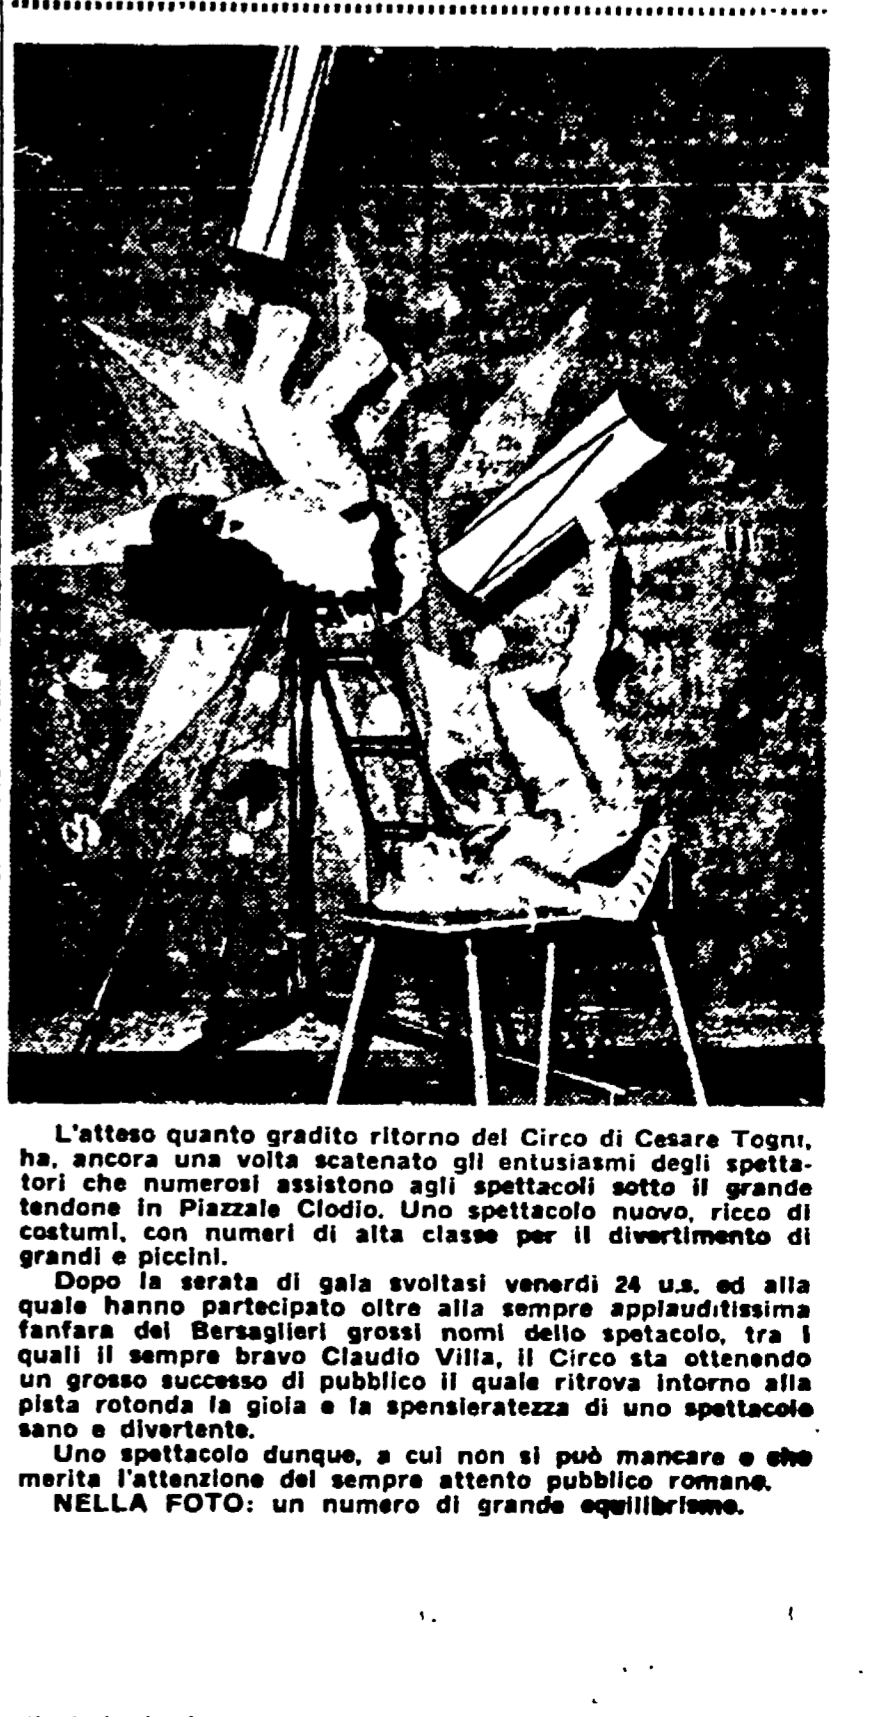 L'atteso quanto gradito ritorno del Circo di Cesare Togni,
ha, ancora una volta scatenato gli entusiasmi degli spetta-
tori che numerosi assistono agli spettacoli sotto il grande
tendone in Piazzale Clodio. Uno spettacolo nuovo, ricco di
costumi, con numeri di alta classe per il divertimento di
grandi e piccini.
Dopo la serata di gala svoltasi venerdì 24 u.s. ed alla
quale hanno partecipato oltre alla sempre applauditissima
fanfara dei Bersaglieri grossi nomi dello spetacolo, tra i
quali il sempre bravo Claudio Villa, il Circo sta ottenendo
un grosso successo di pubblico il quale ritrova intorno alla
pista rotonda la gioia e la spensieratezza di uno spettacolo
sano e divertente.
Uno spettacolo dunque, a cui non si può mancare e che
merita l'attenzione del sempre attento pubblico romano.
NELLA FOTO: un numero di grande equilibrismo.